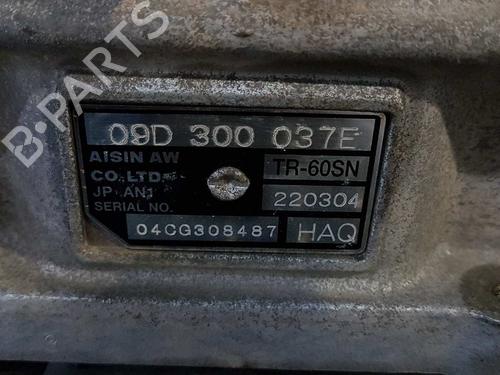 B-PARTS
09D 300 037E
AISIN AW
CO.LTD.
JP AN1
SERIAL NO.
TR-60SN
220304
04CG308487
HAQ